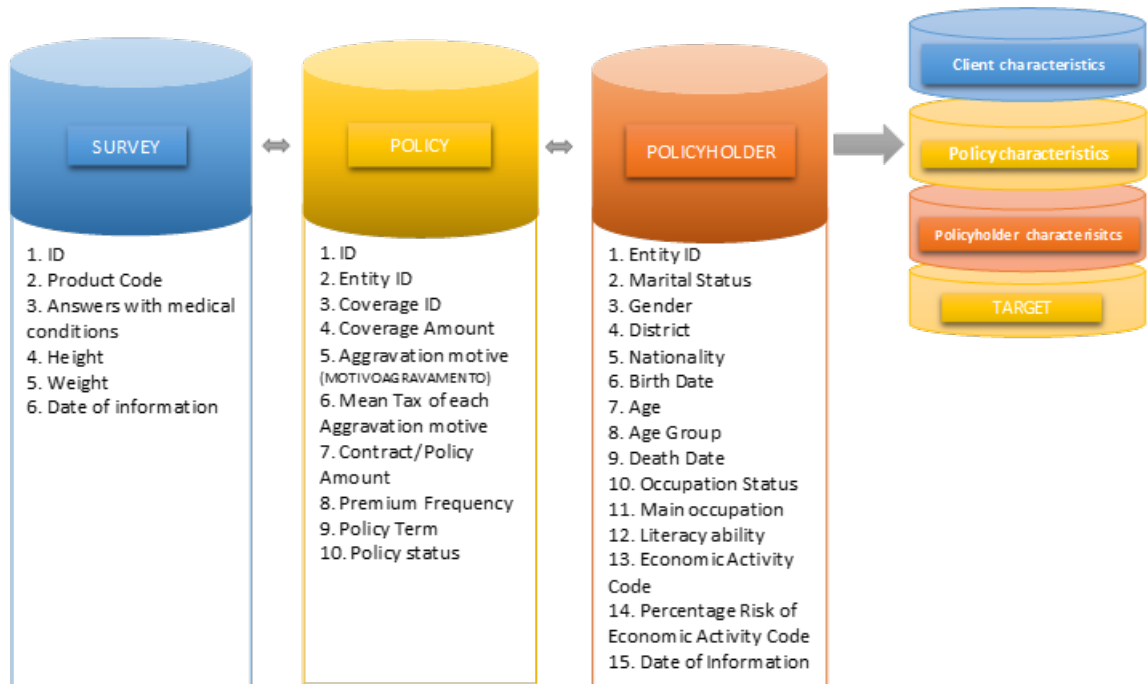 SURVEY
1. ID
2. Product Code
3. Answers with medical
conditions
4. Height
5. Weight
6. Date of information
POLICY
1. ID
2. Entity ID
3. Coverage ID
4. Coverage Amount
5. Aggravation motive
(MOTIVOAGRAVAMENTO)
6. Mean Tax of each
Aggravation motive
7. Contract/Policy
Amount
8. Premium Frequency
9. Policy Term
10. Policy status
POLICYHOLDER
1. Entity ID
2. Marital Status
3. Gender
4. District
5. Nationality
6. Birth Date
7. Age
8. Age Group
9. Death Date
10. Occupation Status
11. Main occupation
12. Literacy ability
13. Economic Activity
Code
14. Percentage Risk of
Economic Activity Code
15. Date of Information
Client characteristics
Policy characteristics
Policyholder characterisitcs
TARGET